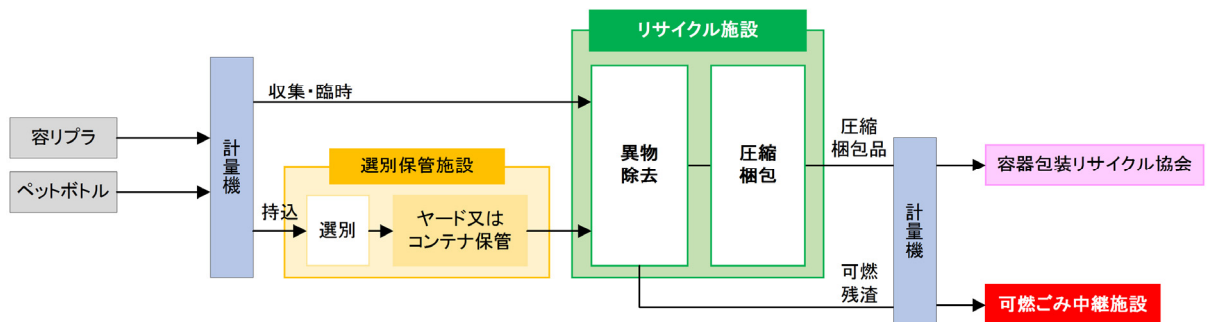 容リプラ
ペットボトル
計量機
収集・臨時
持込
選別保管施設
選別
ヤード又は
コンテナ保管
リサイクル施設
異物
除去
圧縮
梱包
圧縮
梱包品
可燃
残渣
計量機
容器包装リサイクル協会
可燃ごみ中継施設